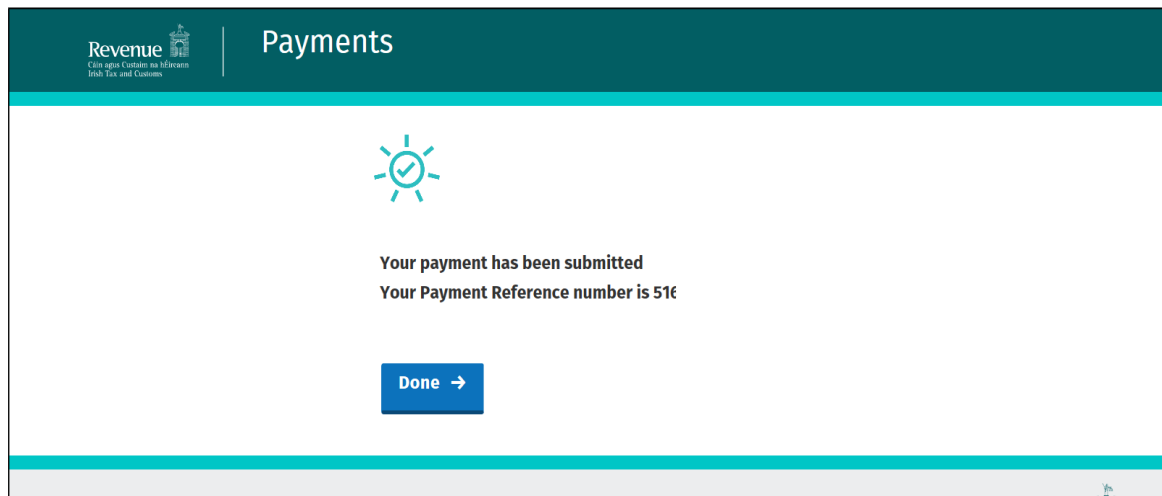 Revenue
Cáin agus Custaim na hÉireann
Irish Tax and Customs
Payments
Your payment has been submitted
Your Payment Reference number is
Done →